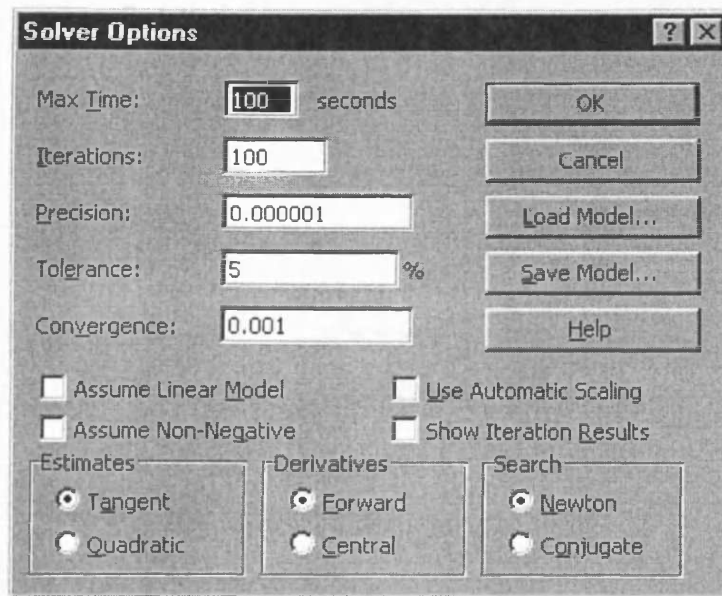 Solver Options
Max Time: 100 seconds
OK
Iterations: 100
Cancel
Precision: 0.000001
Load Model...
Tolerance: 5 %
Save Model...
Convergence: 0.001
Help
Assume Linear Model
Use Automatic Scaling
Assume Non-Negative
Show Iteration Results
Estimates
Tangent
Quadratic
Derivatives
Forward
Central
Search
Newton
Conjugate